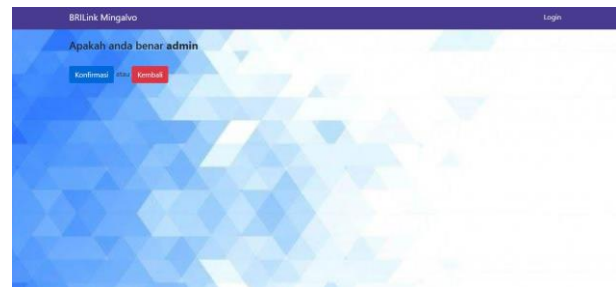 BRILink Mingalvo
Login
Apakah anda benar admin
Konfirmasi atau Kembali